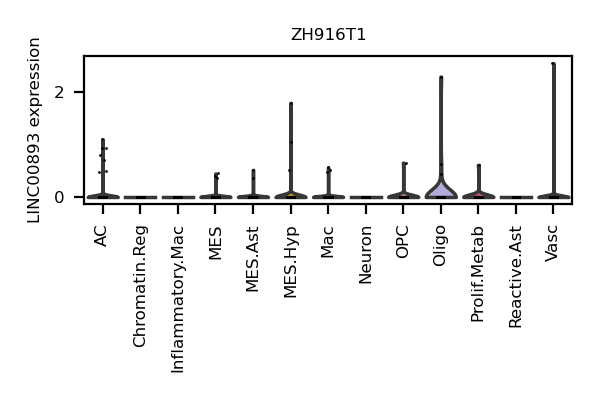 ZH916T1
LINC00893 expression
2
0
AC
Chromatin.Reg
Inflammatory.Mac
MES
MES.Ast
MES.Hyp
Mac
Neuron
OPC
Oligo
Prolif.Metab
Reactive.Ast
Vasc